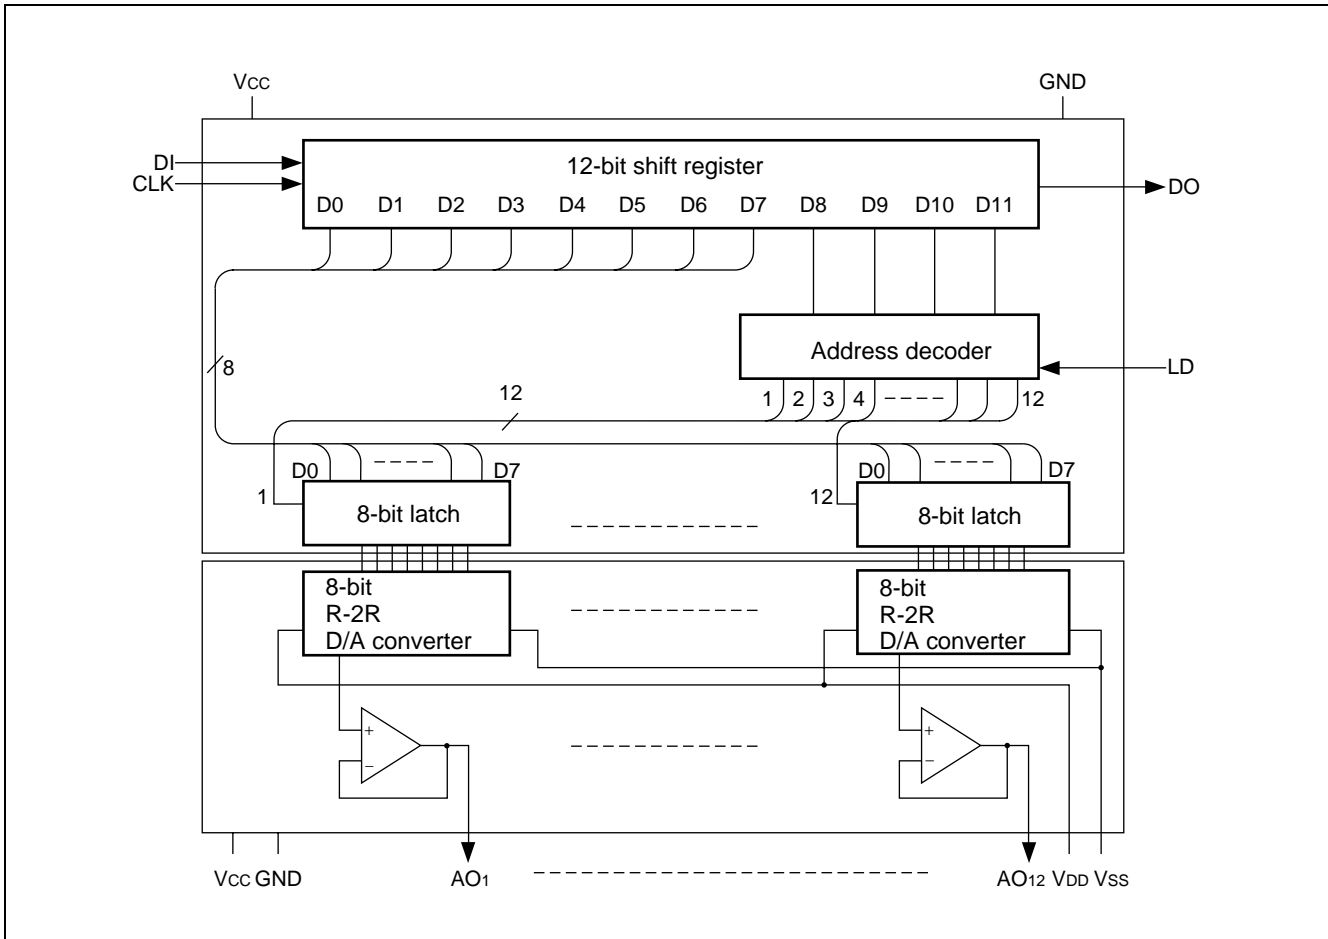 VCC GND
DI
12-bit shift register
CLK
DO
D0 D1 D2 D3 D4 D5 D6 D7 D8 D9 D10 D11
Address decoder
8
LD
12
1 2 3 4 12
D0 D7 D0 D7
1 12
8-bit latch 8-bit latch
8-bit
R-2R
D/A converter
8-bit
R-2R
D/A converter
+ +
− −
VCC GND AO1 AO12 VDD VSS